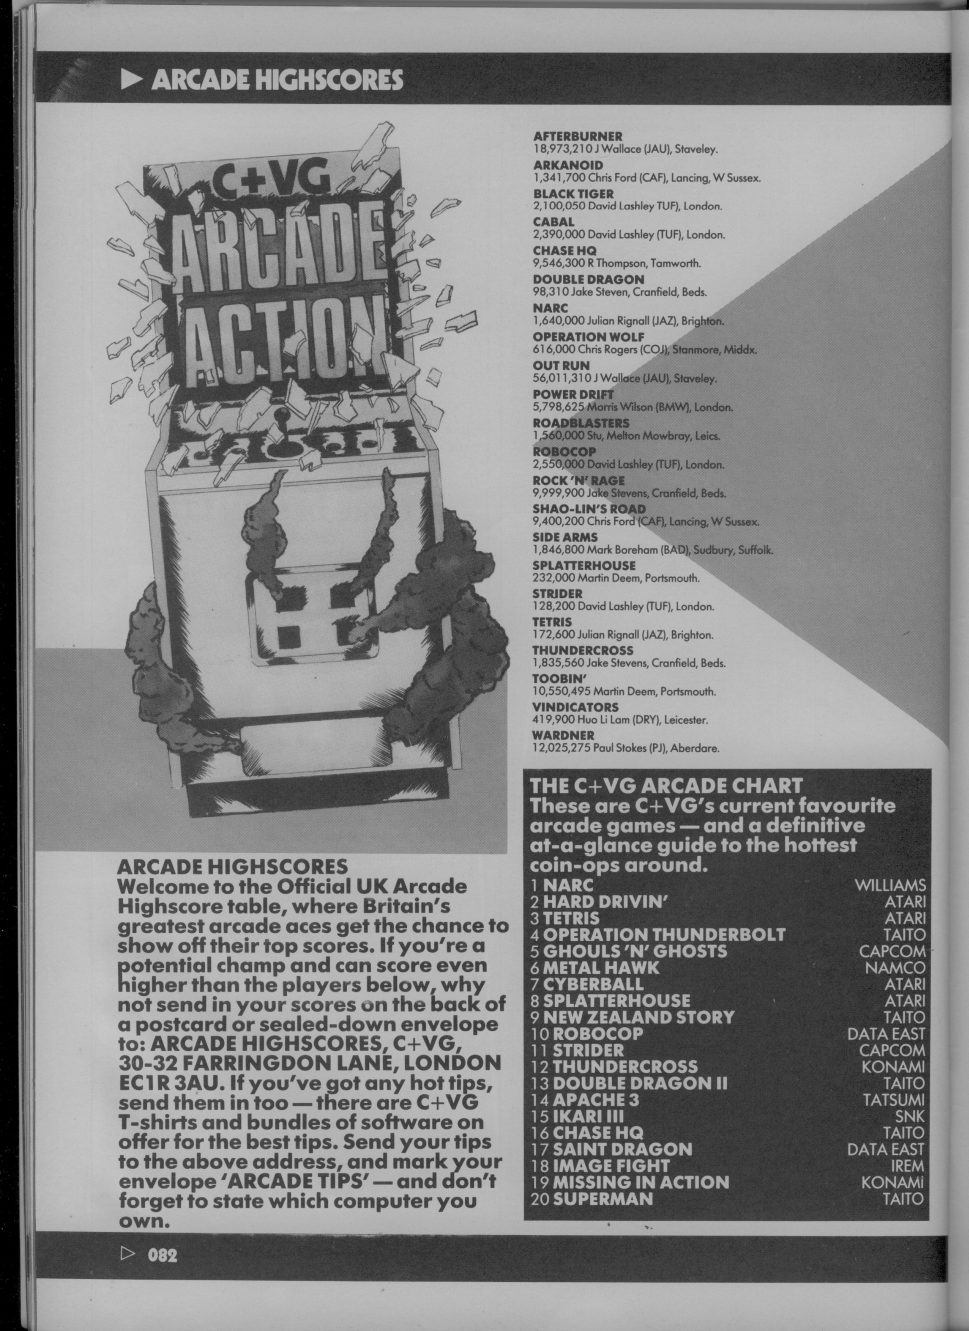 ARCADE HIGHSCORES
C+VG
ARCADE
ACTION
AFTERBURNER
18,973,210 J Wallace (JAU), Staveley.
ARKANOID
1,341,700 Chris Ford (CAF), Lancing, W Sussex.
BLACK TIGER
2,100,050 David Lashley TUF), London.
CABAL
2,390,000 David Lashley (TUF), London.
CHASE HQ
9,546,300 R Thompson, Tamworth.
DOUBLE DRAGON
98,310 Jake Steven, Cranfield, Beds.
NARC
1,640,000 Julian Rignall (JAZ), Brighton.
OPERATION WOLF
616,000 Chris Rogers (COJ), Stanmore, Middx.
OUT RUN
56,011,310 J Wallace (JAU), Staveley.
POWER DRIFT
5,798,625 Morris Wilson (BMW), London.
ROADBLASTERS
1,560,000 Stu, Melton Mowbray, Leics.
ROBOCOP
2,550,000 David Lashley (TUF), London.
ROCK 'N' RAGE
9,999,900 Jake Stevens, Cranfield, Beds.
SHAO-LIN'S ROAD
9,400,200 Chris Ford (CAF), Lancing, W Sussex.
SIDE ARMS
1,846,800 Mark Boreham (BAD), Sudbury, Suffolk.
SPLATTERHOUSE
232,000 Martin Deem, Portsmouth.
STRIDER
128,200 David Lashley (TUF), London.
TETRIS
172,600 Julian Rignall (JAZ), Brighton.
THUNDERCROSS
1,835,560 Jake Stevens, Cranfield, Beds.
TOOBIN'
10,550,495 Martin Deem, Portsmouth.
VINDICATORS
419,900 Huo Li Lam (DRY), Leicester.
WARDNER
12,025,275 Paul Stokes (PJ), Aberdare.
ARCADE HIGHSCORES
Welcome to the Official UK Arcade
Highscore table, where Britain's
greatest arcade aces get the chance to
show off their top scores. If you're a
potential champ and can score even
higher than the players below, why
not send in your scores on the back of
a postcard or sealed-down envelope
to: ARCADE HIGHSCORES, C+VG,
30-32 FARRINGDON LANE, LONDON
EC1R 3AU. If you've got any hot tips,
send them in too — there are C+VG
T-shirts and bundles of software on
offer for the best tips. Send your tips
to the above address, and mark your
envelope 'ARCADE TIPS' — and don't
forget to state which computer you
own.
THE C+VG ARCADE CHART
These are C+VG's current favourite
arcade games — and a definitive
at-a-glance guide to the hottest
coin-ops around.
1 NARC WILLIAMS
2 HARD DRIVIN' ATARI
3 TETRIS ATARI
4 OPERATION THUNDERBOLT TAITO
5 GHOULS 'N' GHOSTS CAPCOM
6 METAL HAWK NAMCO
7 CYBERBALL ATARI
8 SPLATTERHOUSE ATARI
9 NEW ZEALAND STORY TAITO
10 ROBOCOP DATA EAST
11 STRIDER CAPCOM
12 THUNDERCROSS KONAMI
13 DOUBLE DRAGON II TAITO
14 APACHE 3 TATSUMI
15 IKARI III SNK
16 CHASE HQ TAITO
17 SAINT DRAGON DATA EAST
18 IMAGE FIGHT IREM
19 MISSING IN ACTION KONAMi
20 SUPERMAN TAITO
082